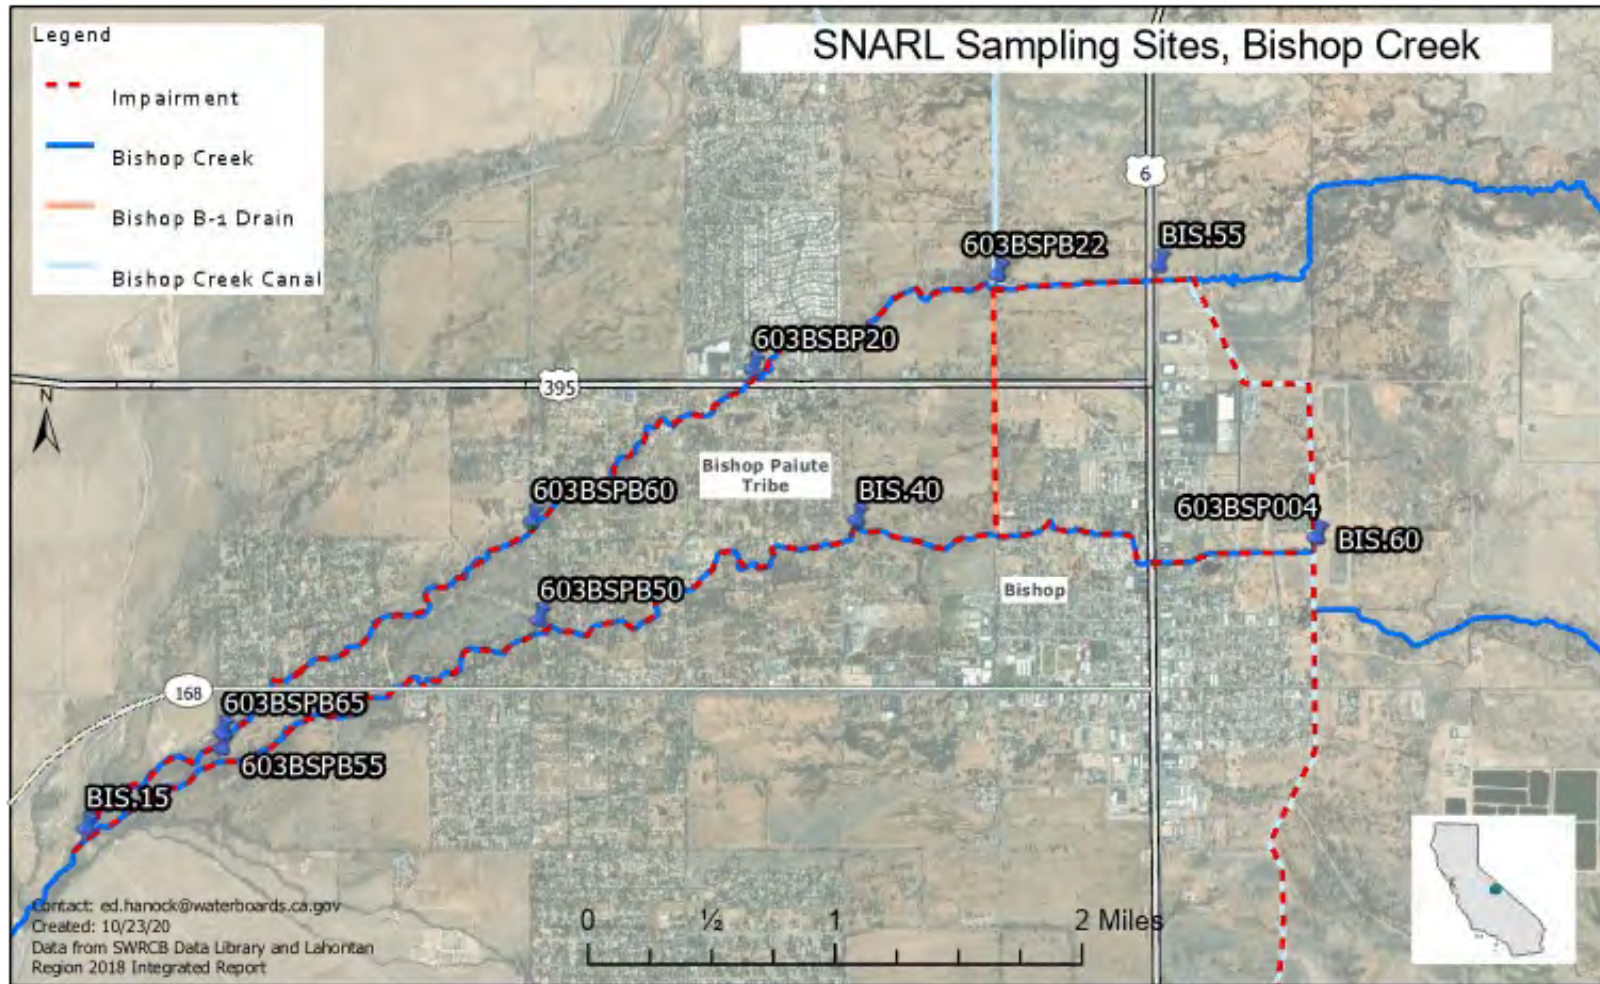 Legend
Impairment
Bishop Creek
Bishop B-1 Drain
Bishop Creek Canal
SNARL Sampling Sites, Bishop Creek
6
603BSPB22
BIS.55
603BSBP20
395
N
Bishop Paiute
Tribe
603BSPB60
BIS.40
603BSP004
BIS.60
603BSPB50
Bishop
168
603BSPB65
603BSPB55
BIS.15
Contact: ed.hanock@waterboards.ca.gov
Created: 10/23/20
Data from SWRCB Data Library and Lahontan
Region 2018 Integrated Report
0 ½ 1 2 Miles